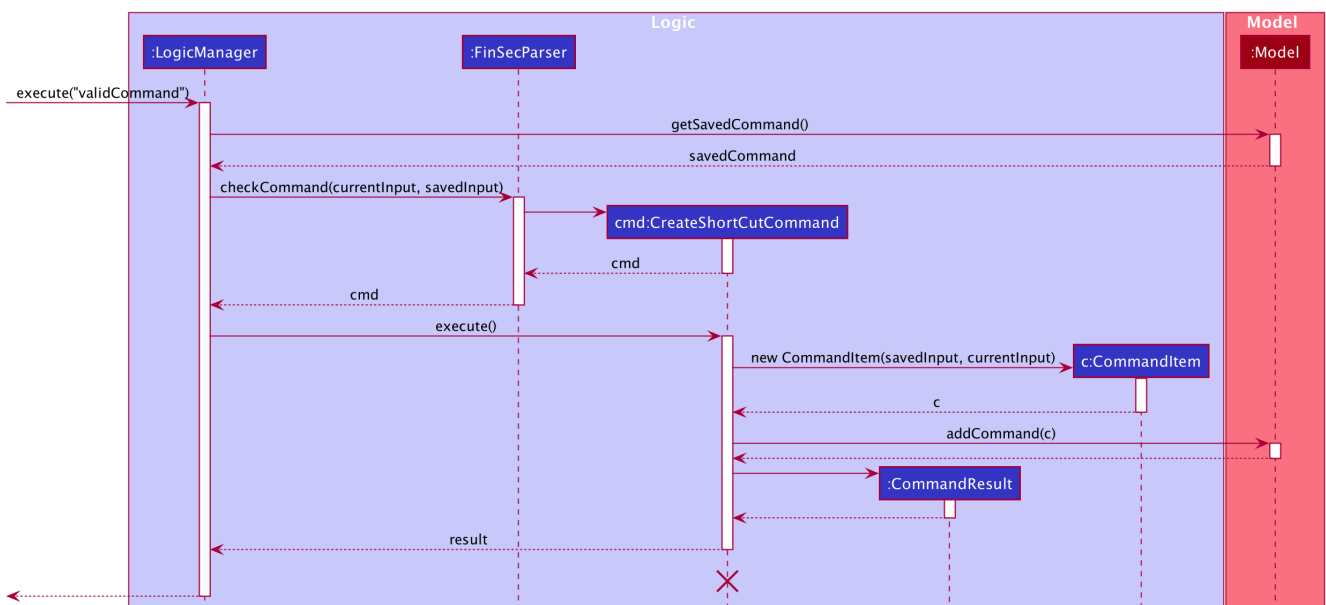 Logic
Model
:LogicManager
:FinSecParser
:Model
execute("validCommand")
getSavedCommand()
savedCommand
checkCommand(currentInput, savedInput)
cmd:CreateShortCutCommand
cmd
cmd
execute()
new CommandItem(savedInput, currentInput)
c:CommandItem
c
addCommand(c)
:CommandResult
result